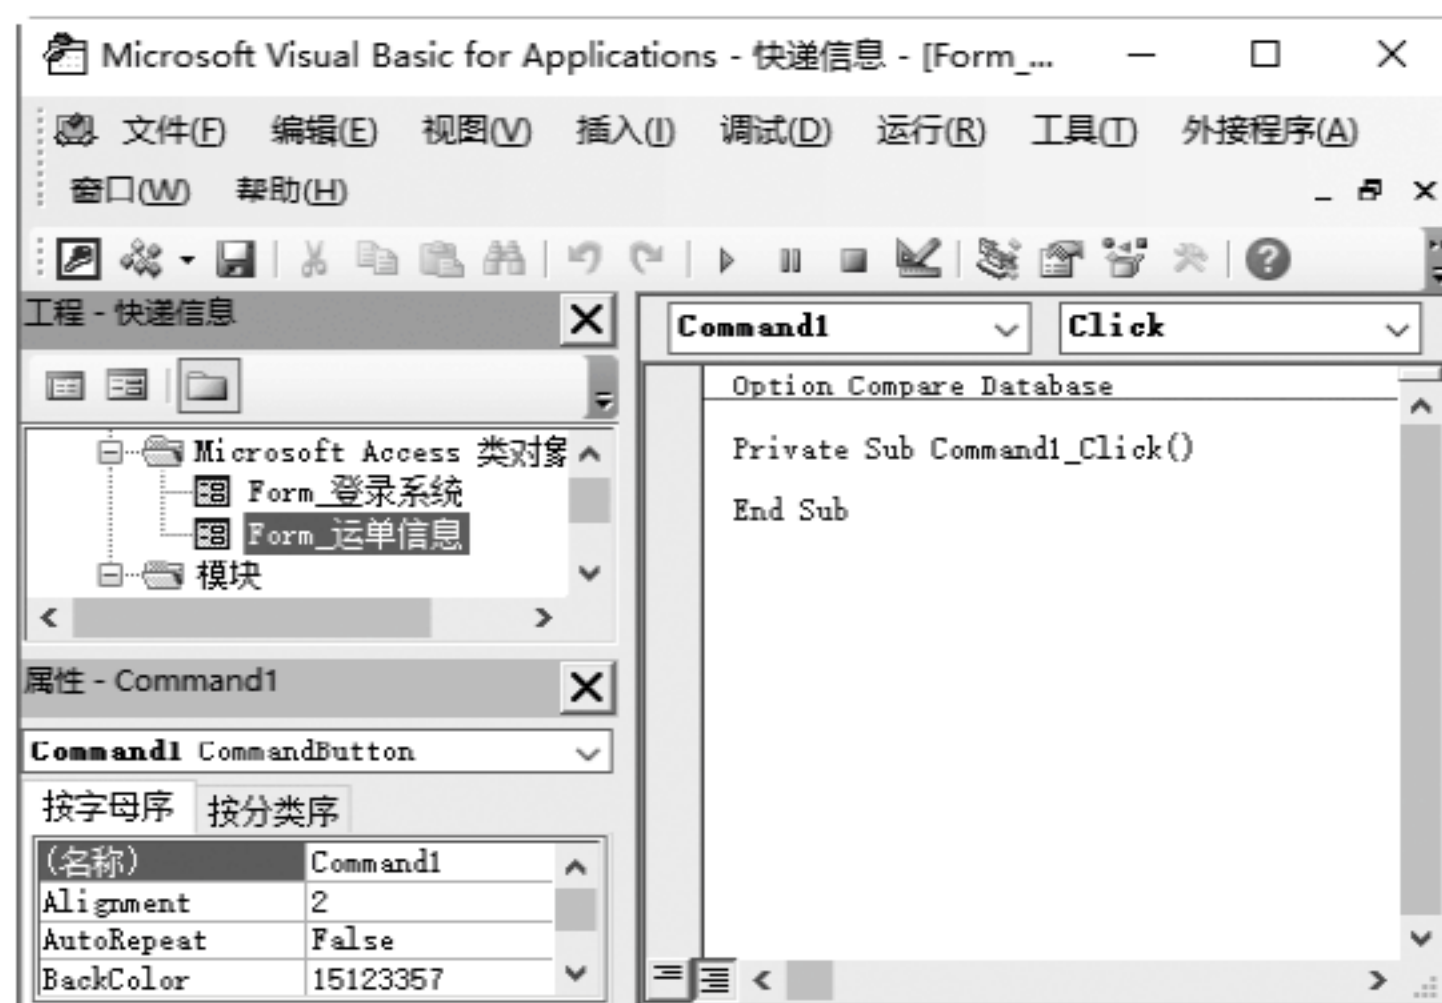 Microsoft Visual Basic for Applications - 快递信息 - [Form_...
文件(F) 编辑(E) 视图(V) 插入(I) 调试(D) 运行(R) 工具(T) 外接程序(A)
窗口(W) 帮助(H)
工程 - 快递信息
Microsoft Access 类对象
Form_登录系统
Form_运单信息
模块
属性 - Command1
Command1 CommandButton
按字母序 按分类序
(名称) Command1
Alignment 2
AutoRepeat False
BackColor 15123357
Command1 Click
Option Compare Database
Private Sub Command1_Click()
End Sub